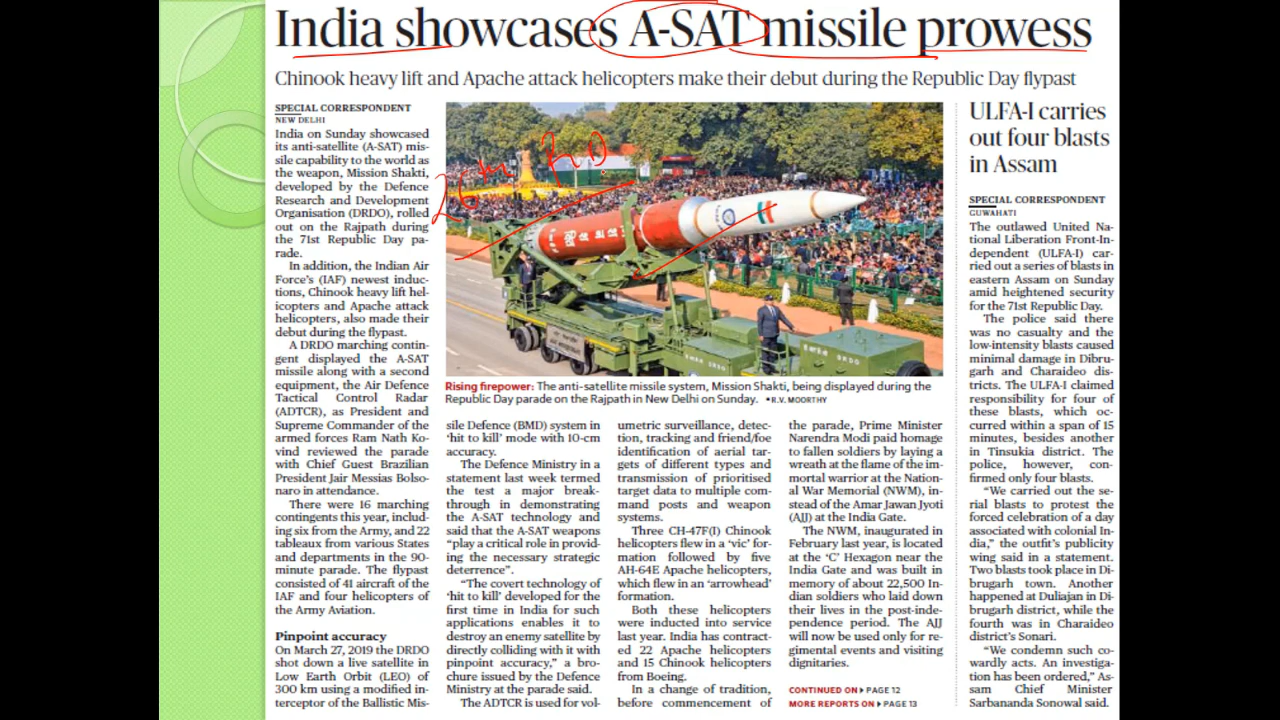 India showcases A-SAT missile prowess
Chinook heavy lift and Apache attack helicopters make their debut during the Republic Day flypast
SPECIAL CORRESPONDENT
NEW DELHI
India on Sunday showcased
its anti-satellite (A-SAT) mis-
sile capability to the world as
the weapon, Mission Shakti,
developed by the Defence
Research and Development
Organisation (DRDO), rolled
out on the Rajpath during
the 71st Republic Day pa-
rade.
In addition, the Indian Air
Force's (IAF) newest induc-
tions, Chinook heavy lift hel-
icopters and Apache attack
helicopters, also made their
debut during the flypast.
A DRDO marching contin-
gent displayed the A-SAT
missile along with a second
equipment, the Air Defence
Tactical Control Radar
(ADTCR), as President and
Supreme Commander of the
armed forces Ram Nath Ko-
vind reviewed the parade
with Chief Guest Brazilian
President Jair Messias Bolso-
naro in attendance.
There were 16 marching
contingents this year, includ-
ing six from the Army, and 22
tableaux from various States
and departments in the 90-
minute parade. The flypast
consisted of 41 aircraft of the
IAF and four helicopters of
the Army Aviation.
Pinpoint accuracy
On March 27, 2019 the DRDO
shot down a live satellite in
Low Earth Orbit (LEO) of
300 km using a modified in-
terceptor of the Ballistic Mis-
26th RD
DRDO
Rising firepower: The anti-satellite missile system, Mission Shakti, being displayed during the
Republic Day parade on the Rajpath in New Delhi on Sunday. • R.V. MOORTHY
sile Defence (BMD) system in
'hit to kill' mode with 10-cm
accuracy.
The Defence Ministry in a
statement last week termed
the test a major break-
through in demonstrating
the A-SAT technology and
said that the A-SAT weapons
"play a critical role in provid-
ing the necessary strategic
deterrence".
"The covert technology of
'hit to kill' developed for the
first time in India for such
applications enables it to
destroy an enemy satellite by
directly colliding with it with
pinpoint accuracy," a bro-
chure issued by the Defence
Ministry at the parade said.
The ADTCR is used for vol-
umetric surveillance, detec-
tion, tracking and friend/foe
identification of aerial tar-
gets of different types and
transmission of prioritised
target data to multiple com-
mand posts and weapon
systems.
Three CH-47F(I) Chinook
helicopters flew in a 'vic' for-
mation followed by five
AH-64E Apache helicopters,
which flew in an 'arrowhead'
formation.
Both these helicopters
were inducted into service
last year. India has contract-
ed 22 Apache helicopters
and 15 Chinook helicopters
from Boeing.
In a change of tradition,
before commencement of
the parade, Prime Minister
Narendra Modi paid homage
to fallen soldiers by laying a
wreath at the flame of the im-
mortal warrior at the Nation-
al War Memorial (NWM), in-
stead of the Amar Jawan Jyoti
(AJJ) at the India Gate.
The NWM, inaugurated in
February last year, is located
at the 'C' Hexagon near the
India Gate and was built in
memory of about 22,500 In-
dian soldiers who laid down
their lives in the post-inde-
pendence period. The AJJ
will now be used only for re-
gimental events and visiting
dignitaries.
CONTINUED ON ▸ PAGE 12
MORE REPORTS ON ▸ PAGE 13
ULFA-I carries
out four blasts
in Assam
SPECIAL CORRESPONDENT
GUWAHATI
The outlawed United Na-
tional Liberation Front-In-
dependent (ULFA-I) car-
ried out a series of blasts in
eastern Assam on Sunday
amid heightened security
for the 71st Republic Day.
The police said there
was no casualty and the
low-intensity blasts caused
minimal damage in Dibru-
garh and Charaideo dis-
tricts. The ULFA-I claimed
responsibility for four of
these blasts, which oc-
curred within a span of 15
minutes, besides another
in Tinsukia district. The
police, however, con-
firmed only four blasts.
"We carried out the se-
rial blasts to protest the
forced celebration of a day
associated with colonial In-
dia," the outfit's publicity
wing said in a statement.
Two blasts took place in Di-
brugarh town. Another
happened at Duliajan in Di-
brugarh district, while the
fourth was in Charaideo
district's Sonari.
"We condemn such co-
wardly acts. An investiga-
tion has been ordered," As-
sam Chief Minister
Sarbananda Sonowal said.